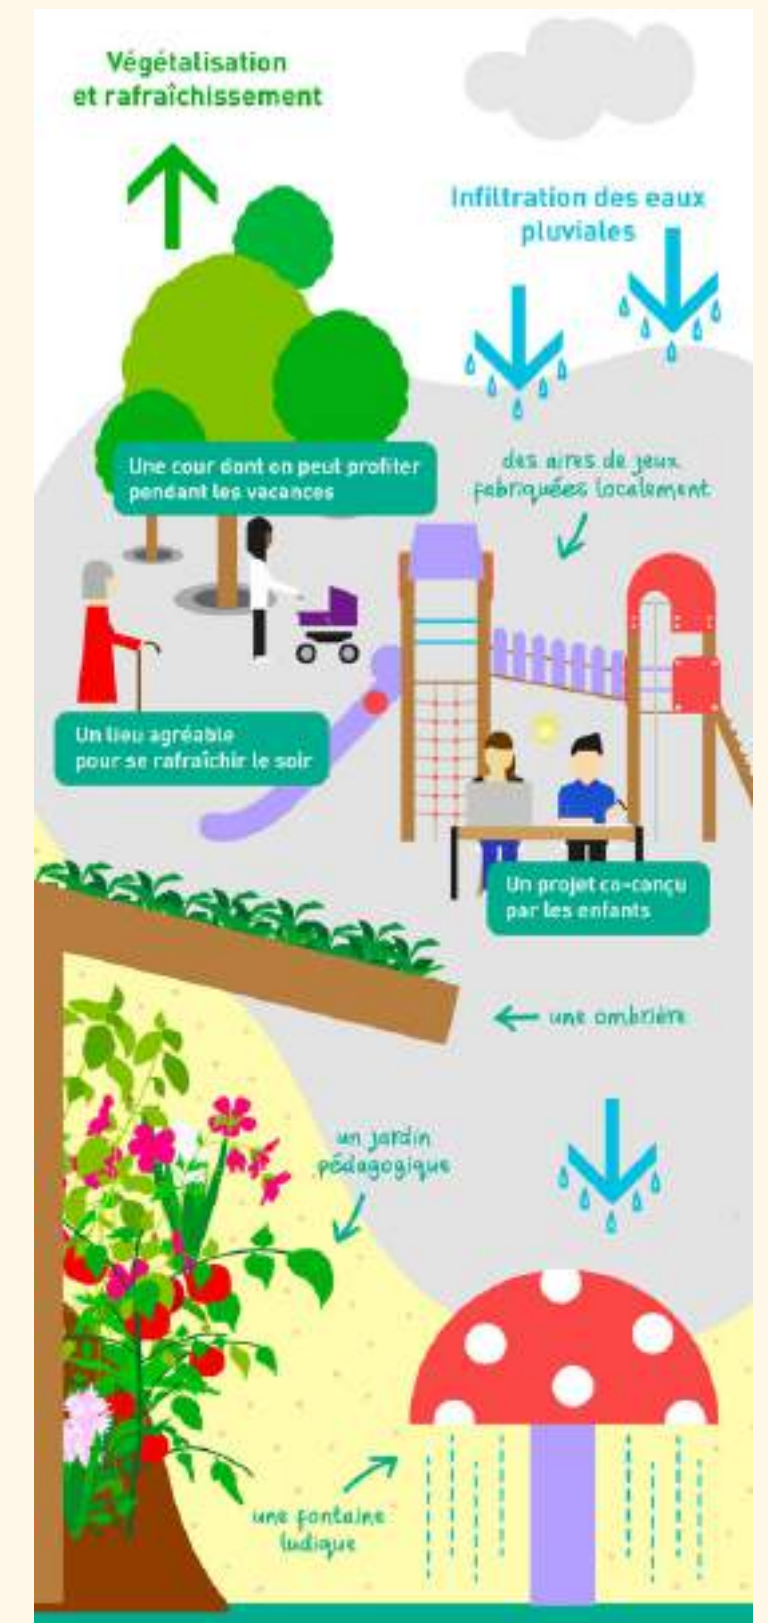 Végétalisation
et rafraîchissement
Infiltration des eaux
pluviales
Une cour dont on peut profiter
pendant les vacances
des aires de jeux
fabriquées localement
Un lieu agréable
pour se rafraîchir le soir
Un projet co-conçu
par les enfants
une ombrière
un jardin
pédagogique
une fontaine
ludique